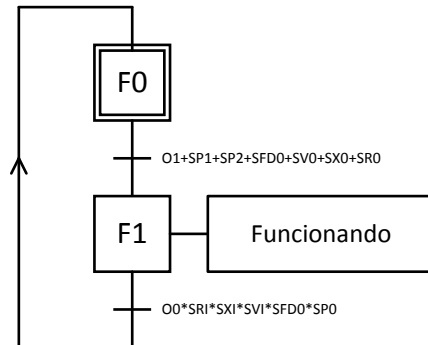 F0
O1+SP1+SP2+SFD0+SV0+SX0+SR0
F1
Funcionando
O0*SRI*SXI*SVI*SFD0*SP0